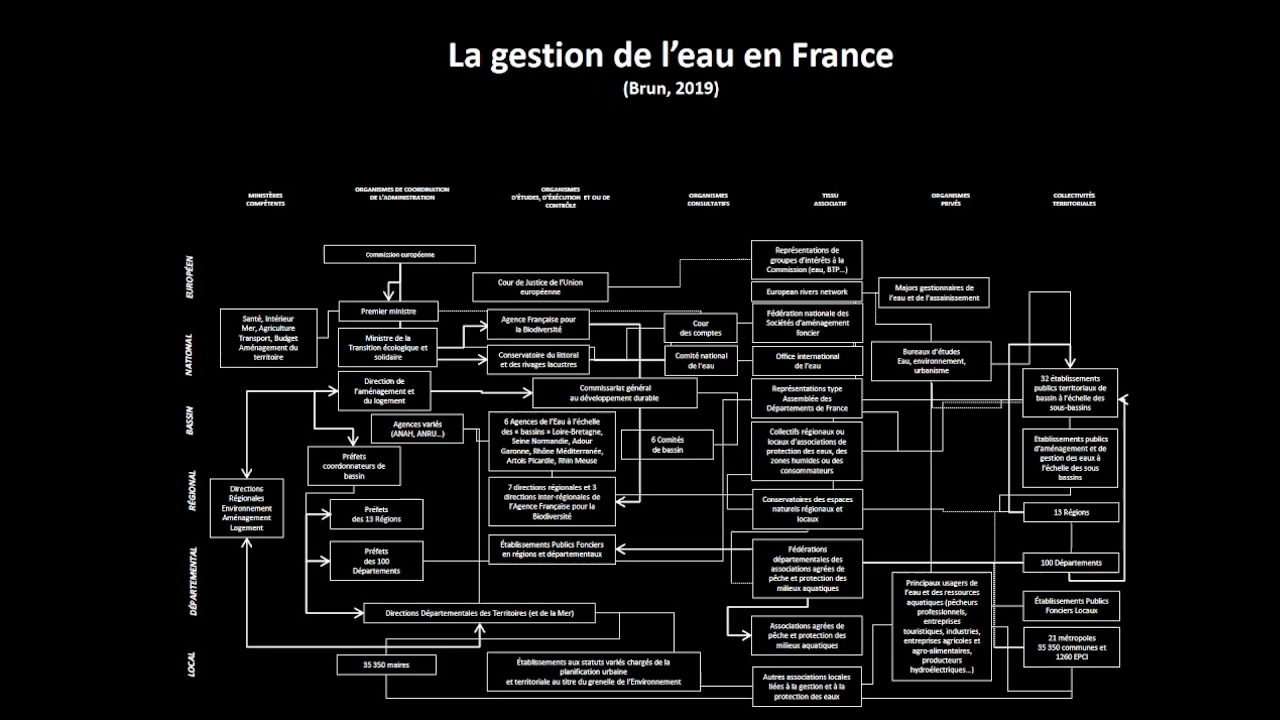 La gestion de l'eau en France
(Brun, 2019)
MINISTÈRES
COMPÉTENTS
ORGANISMES DE COORDINATION
DE L'ADMINISTRATION
ORGANISMES
D'ÉTUDES, D'EXÉCUTION ET OU DE
CONTRÔLE
ORGANISMES
CONSULTATIFS
TISSU
ASSOCIATIF
ORGANISMES
PRIVÉS
COLLECTIVITÉS
TERRITORIALES
EUROPÉEN
Commission européenne
Cour de Justice de l'Union
européenne
Représentations de
groupes d'intérêts à la
Commission (eau, BTP...)
European rivers network
Majors gestionnaires de
l'eau et de l'assainissement
NATIONAL
Santé, Intérieur
Mer, Agriculture
Transport, Budget
Aménagement du
territoire
Premier ministre
Ministre de la
Transition écologique et
solidaire
Agence Française pour
la Biodiversité
Conservatoire du littoral
et des rivages lacustres
Cour
des comptes
Comité national
de l'eau
Fédération nationale des
Sociétés d'aménagement
foncier
Office international
de l'eau
Bureaux d'études
Eau, environnement,
urbanisme
Direction de
l'aménagement et
du logement
Commissariat général
au développement durable
Représentations type
Assemblée des
Départements de France
32 établissements
publics territoriaux de
bassin à l'échelle des
sous-bassins
BASSIN
Agences variés
(ANAH, ANRU...)
6 Agences de l'Eau à l'échelle
des « bassins » Loire-Bretagne,
Seine Normandie, Adour
Garonne, Rhône Méditerranée,
Artois Picardie, Rhin Meuse
6 Comités
de bassin
Collectifs régionaux ou
locaux d'associations de
protection des eaux, des
zones humides ou des
consommateurs
Etablissements publics
d'aménagement et de
gestion des eaux à
l'échelle des sous
bassins
Préfets
coordonnateurs de
bassin
RÉGIONAL
Directions
Régionales
Environnement
Aménagement
Logement
Préfets
des 13 Régions
7 directions régionales et 3
directions inter-régionales de
l'Agence Française pour la
Biodiversité
Conservatoires des espaces
naturels régionaux et
locaux
13 Régions
DÉPARTEMENTAL
Préfets
des 100
Départements
Établissements Publics Fonciers
en régions et départementaux
Fédérations
départementales des
associations agrées de
pêche et protection des
milieux aquatiques
100 Départements
Directions Départementales des Territoires (et de la Mer)
Principaux usagers de
l'eau et des ressources
aquatiques (pêcheurs
professionnels,
entreprises
touristiques, industries,
entreprises agricoles et
agro-alimentaires,
producteurs
hydroélectriques...)
Établissements Publics
Fonciers Locaux
LOCAL
35 350 maires
Établissements aux statuts variés chargés de la
planification urbaine
et territoriale au titre du grenelle de l'Environnement
Associations agrées de
pêche et protection des
milieux aquatiques
Autres associations locales
liées à la gestion et à la
protection des eaux
21 métropoles
35 350 communes et
1260 EPCI